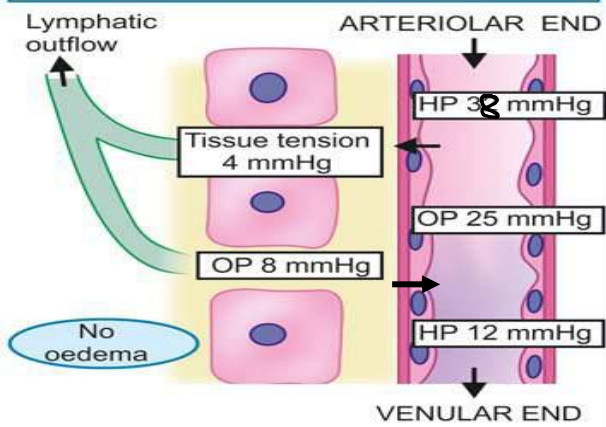 Lymphatic
outflow
ARTERIOLAR END
HP 38 mmHg
Tissue tension
4 mmHg
OP 25 mmHg
OP 8 mmHg
No
oedema
HP 12 mmHg
VENULAR END